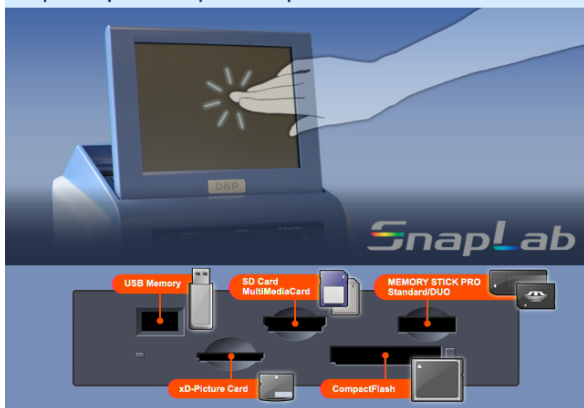 DNP
SnapLab
USB Memory
SD Card
MultiMediaCard
MEMORY STICK PRO
Standard/DUO
xD-Picture Card
CompactFlash